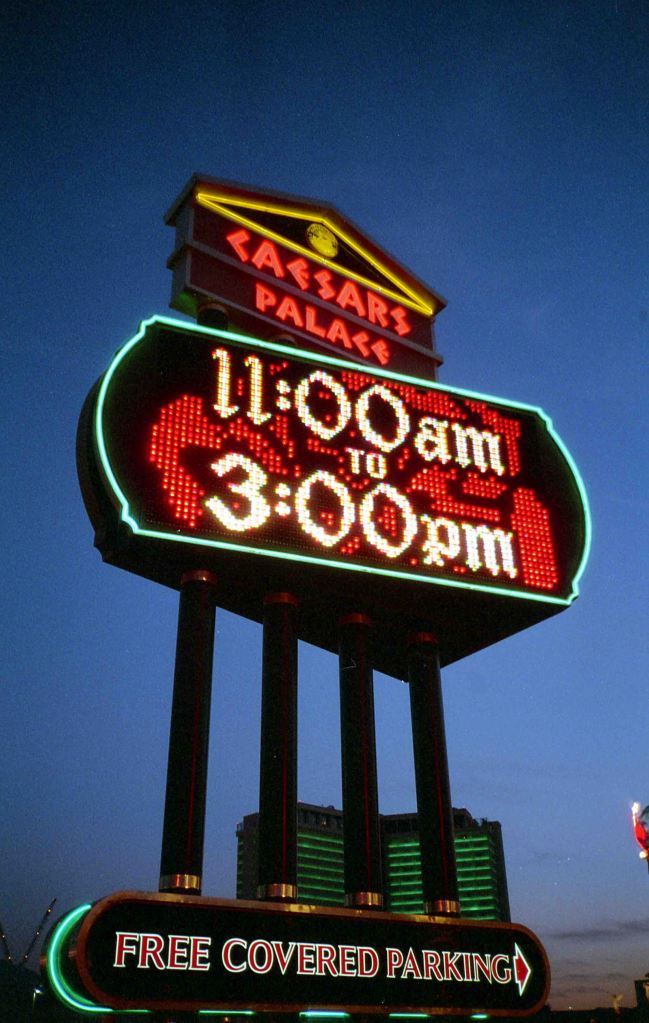 CAESARS
PALACE
11:00am
TO
3:00pm
FREE COVERED PARKING